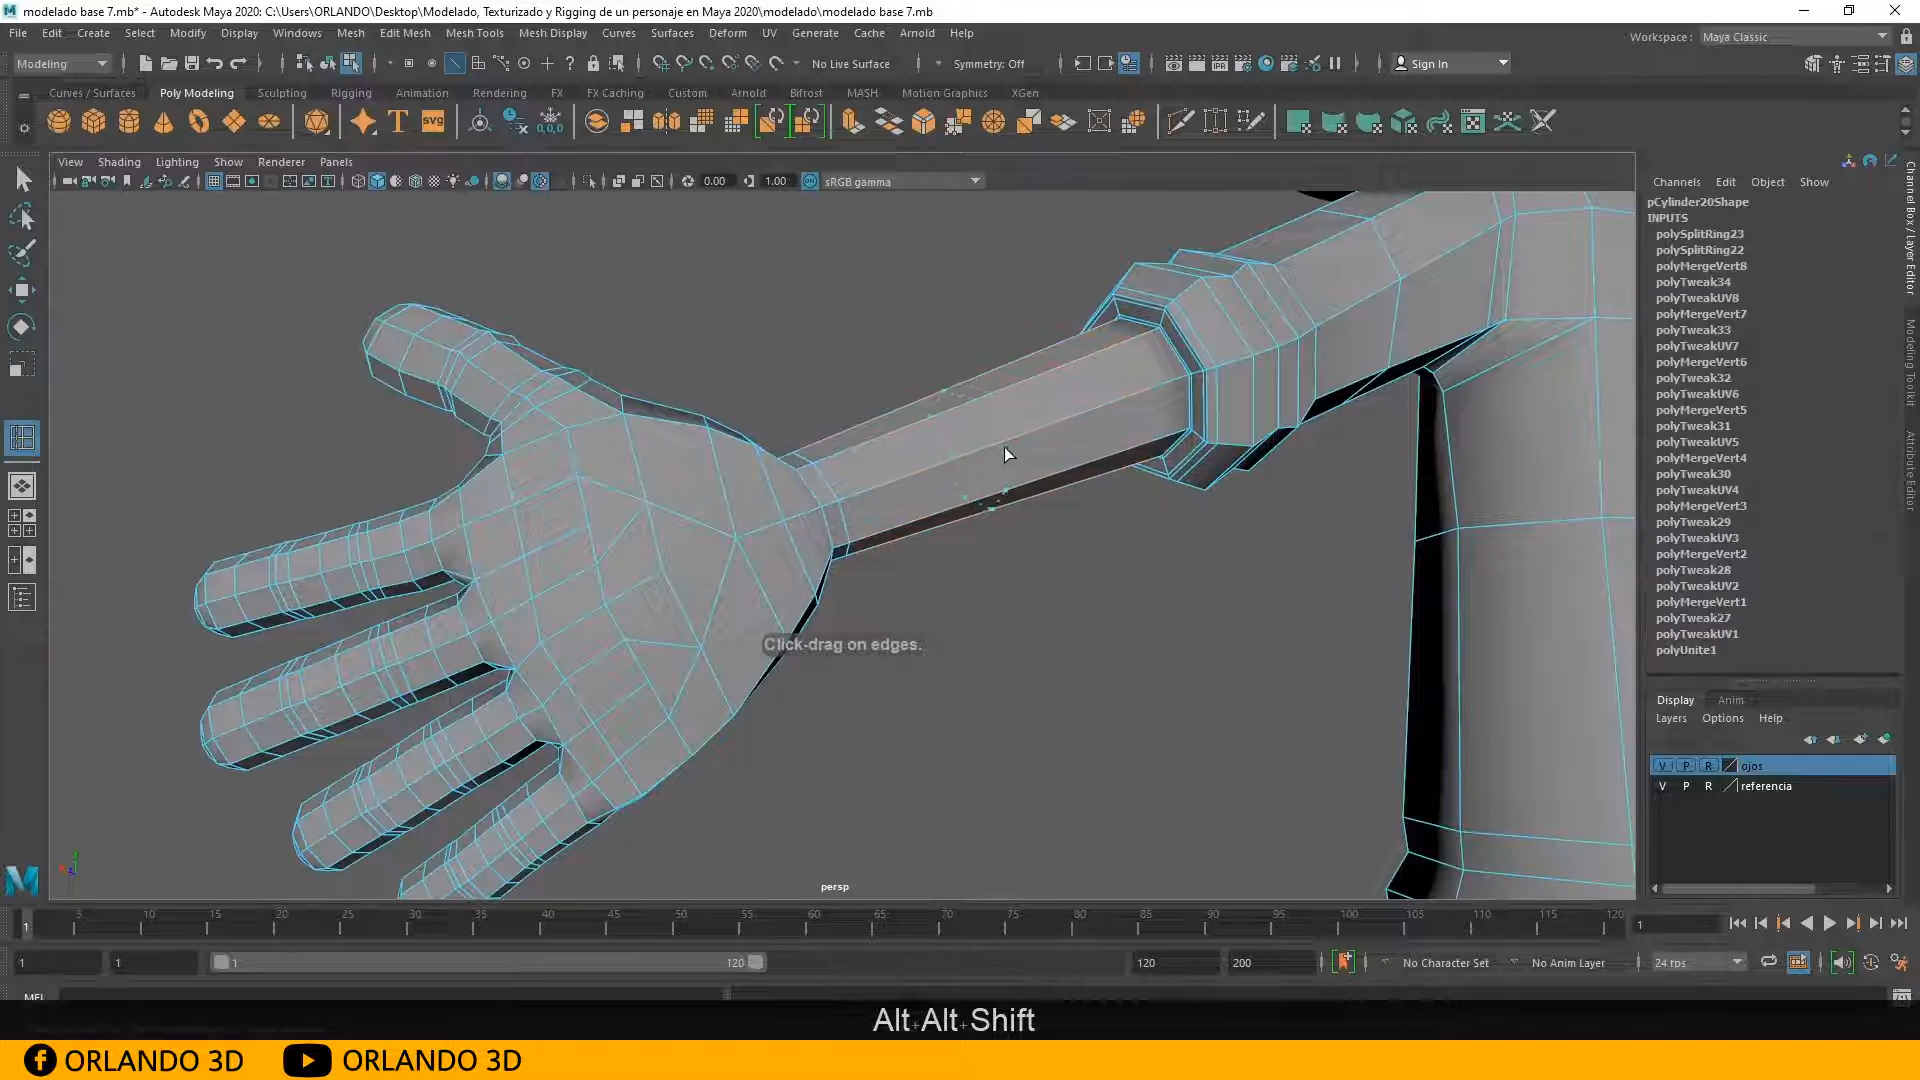 modelado base 7.mb* - Autodesk Maya 2020: C:\Users\ORLANDO\Desktop\Modelado, Texturizado y Rigging de un personaje en Maya 2020\modelado\modelado base 7.mb
File Edit Create Select Modify Display Windows Mesh Edit Mesh Mesh Tools Mesh Display Curves Surfaces Deform UV Generate Cache Arnold Help
Workspace : Maya Classic
Modeling No Live Surface Symmetry: Off Sign In
Curves / Surfaces Poly Modeling Sculpting Rigging Animation Rendering FX FX Caching Custom Arnold Bifrost MASH Motion Graphics XGen
View Shading Lighting Show Renderer Panels
0.00 1.00 sRGB gamma
Channels Edit Object Show
pCylinder20Shape
INPUTS
polySplitRing23
polySplitRing22
polyMergeVert8
polyTweak34
polyTweakUV8
polyMergeVert7
polyTweak33
polyTweakUV7
polyMergeVert6
polyTweak32
polyTweakUV6
polyMergeVert5
polyTweak31
polyTweakUV5
polyMergeVert4
polyTweak30
polyTweakUV4
polyMergeVert3
polyTweak29
polyTweakUV3
polyMergeVert2
polyTweak28
polyTweakUV2
polyMergeVert1
polyTweak27
polyTweakUV1
polyUnite1
Channel Box / Layer Editor
Modeling Toolkit
Attribute Editor
Click-drag on edges.
persp
Display Anim
Layers Options Help
V P R ojos
V P R referencia
5 10 15 20 25 30 35 40 45 50 55 60 65 70 75 80 85 90 95 100 105 110 115 120
1 1
1 1 1 120 120 200 No Character Set No Anim Layer 24 fps
MEL
Alt+Alt+Shift
ORLANDO 3D ORLANDO 3D